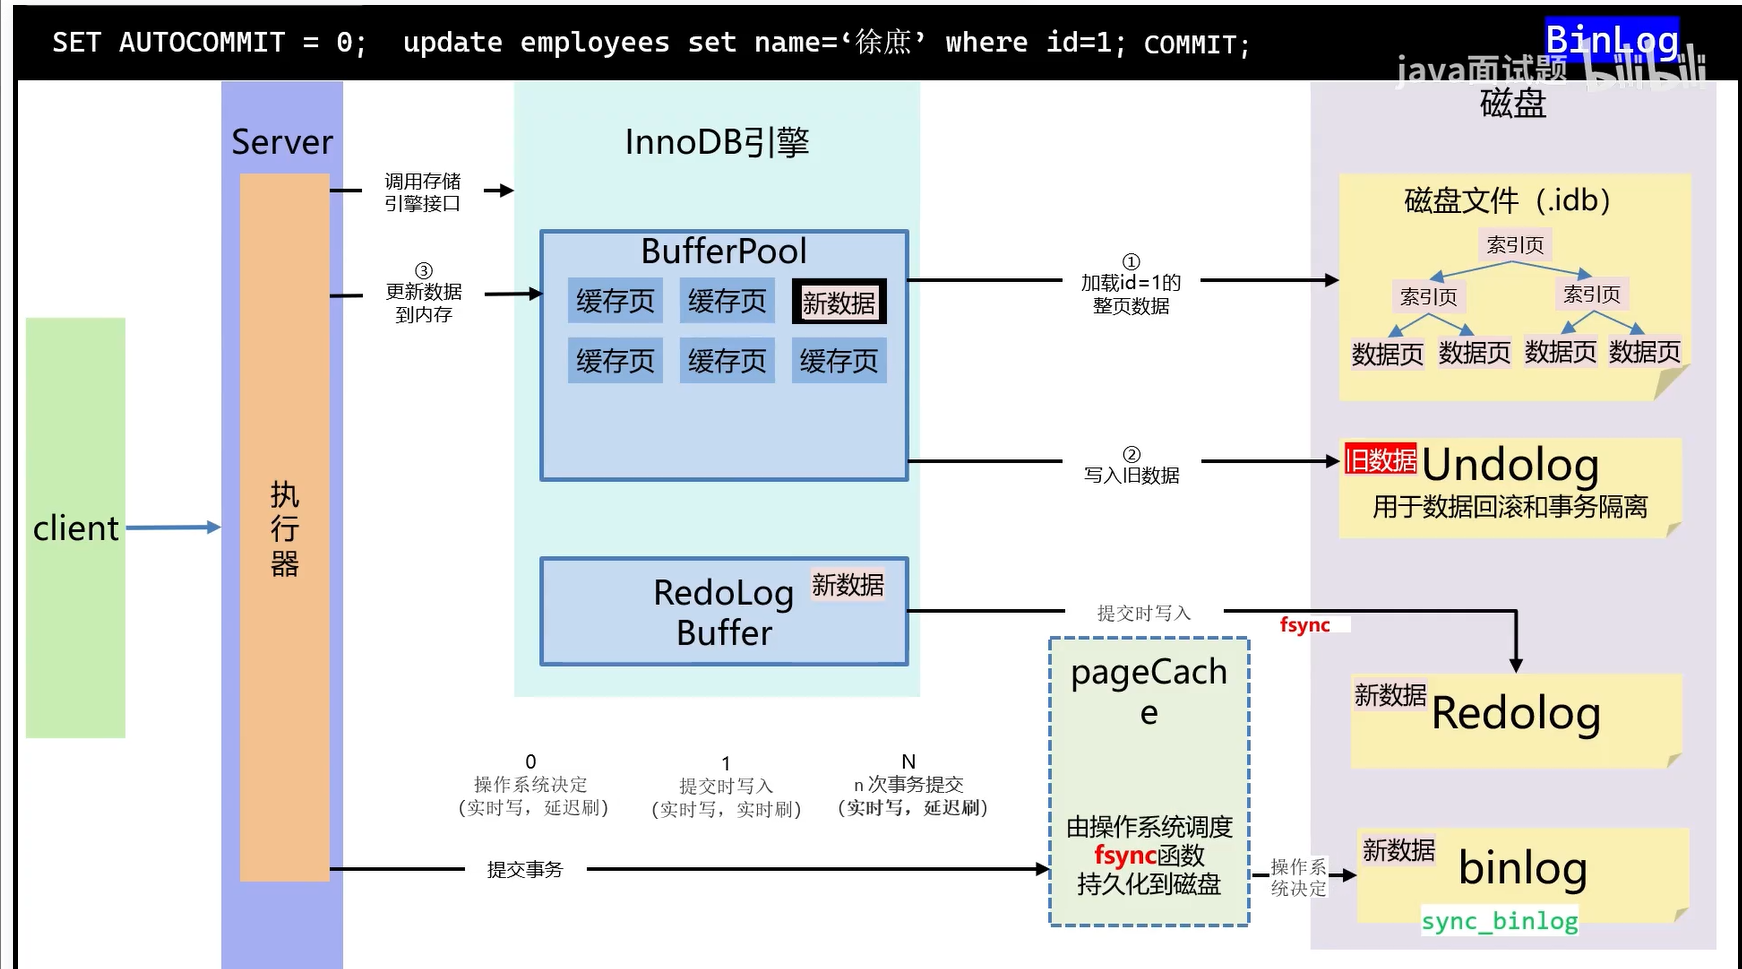 SET AUTOCOMMIT = 0; update employees set name=‘徐庶’ where id=1; COMMIT;
BinLog
java面试题 bilibili
磁盘
Server
InnoDB引擎
调用存储
引擎接口
磁盘文件（.idb）
索引页
索引页
索引页
数据页
数据页
数据页
数据页
BufferPool
缓存页
缓存页
新数据
缓存页
缓存页
缓存页
③
更新数据
到内存
①
加载id=1的
整页数据
②
写入旧数据
旧数据
Undolog
用于数据回滚和事务隔离
client
执
行
器
RedoLog
Buffer
新数据
提交时写入
fsync
pageCach
e
新数据
Redolog
0
操作系统决定
(实时写，延迟刷)
1
提交时写入
(实时写，实时刷)
N
n 次事务提交
(实时写，延迟刷)
由操作系统调度
fsync函数
持久化到磁盘
提交事务
操作系
统决定
新数据
binlog
sync_binlog